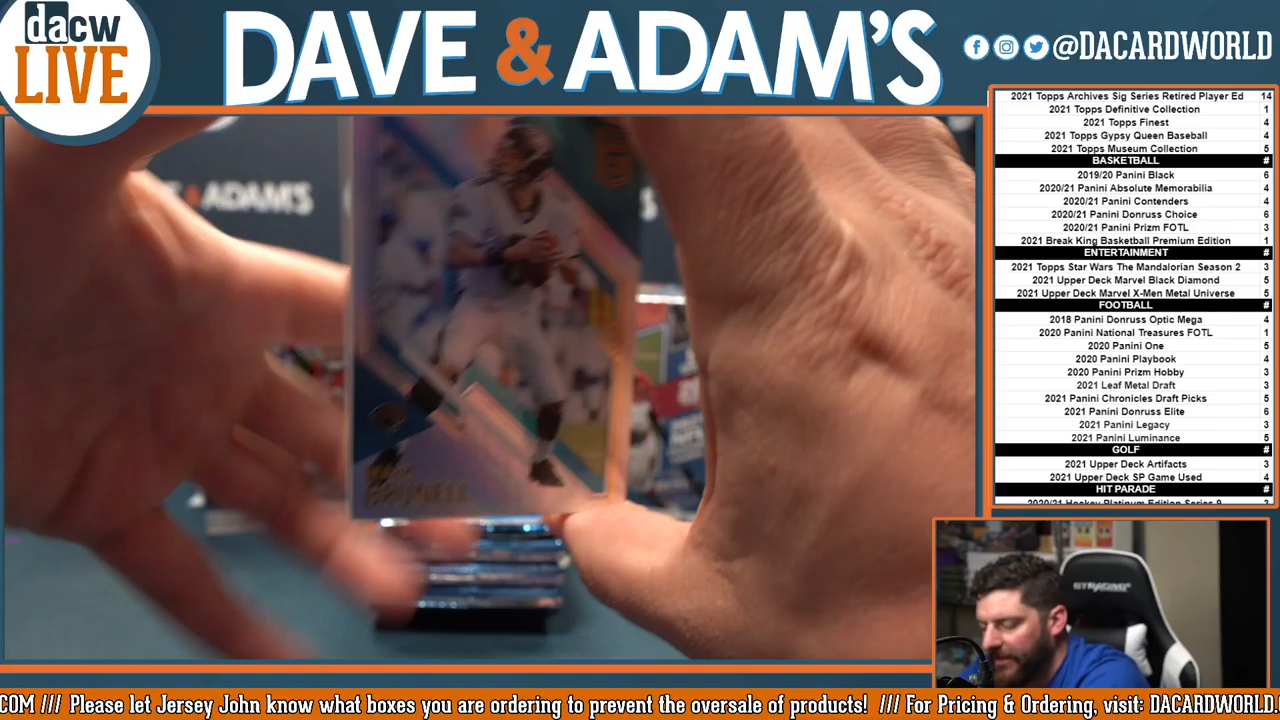 dacw
LIVE
DAVE & ADAM'S
@DACARDWORLD
2021 Topps Archives Sig Series Retired Player Ed 14
2021 Topps Definitive Collection 1
2021 Topps Finest 4
2021 Topps Gypsy Queen Baseball 4
2021 Topps Museum Collection 5
BASKETBALL #
2019/20 Panini Black 6
2020/21 Panini Absolute Memorabilia 4
2020/21 Panini Contenders 4
2020/21 Panini Donruss Choice 6
2020/21 Panini Prizm FOTL 3
2021 Break King Basketball Premium Edition 1
ENTERTAINMENT #
2021 Topps Star Wars The Mandalorian Season 2 3
2021 Upper Deck Marvel Black Diamond 5
2021 Upper Deck Marvel X-Men Metal Universe 5
FOOTBALL #
2018 Panini Donruss Optic Mega 4
2020 Panini National Treasures FOTL 1
2020 Panini One 5
2020 Panini Playbook 4
2020 Panini Prizm Hobby 3
2021 Leaf Metal Draft 3
2021 Panini Chronicles Draft Picks 5
2021 Panini Donruss Elite 6
2021 Panini Legacy 3
2021 Panini Luminance 5
GOLF #
2021 Upper Deck Artifacts 3
2021 Upper Deck SP Game Used 4
HIT PARADE #
2020/21 Hockey Platinum Edition Series 9
& ADAM'S
GTRACING
COM /// Please let Jersey John know what boxes you are ordering to prevent the oversale of products! /// For Pricing & Ordering, visit: DACARDWORLD.